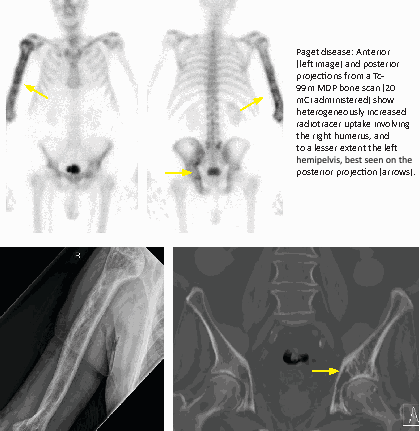 Paget disease: Anterior
(left image) and posterior
projections from a Tc-
99m MDP bone scan (20
mCi administered) show
heterogeneously increased
radiotracer uptake involving
the right humerus, and
to a lesser extent the left
hemipelvis, best seen on the
posterior projection (arrows).
R
A